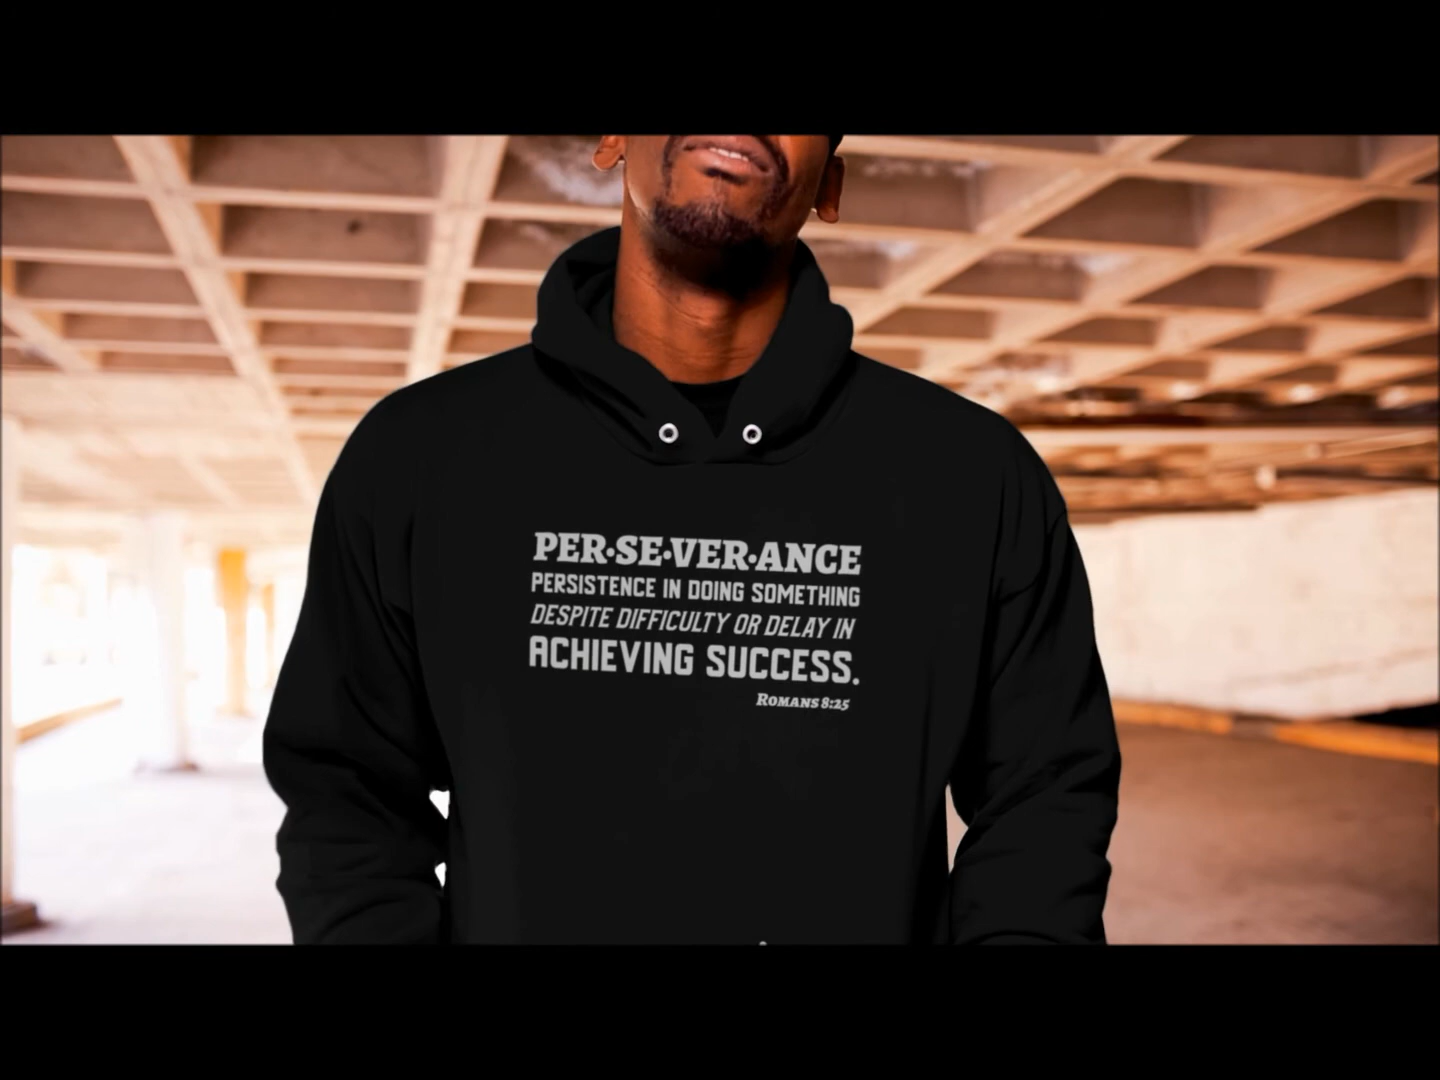 PER·SE·VER·ANCE
PERSISTENCE IN DOING SOMETHING
DESPITE DIFFICULTY OR DELAY IN
ACHIEVING SUCCESS.
ROMANS 8:25